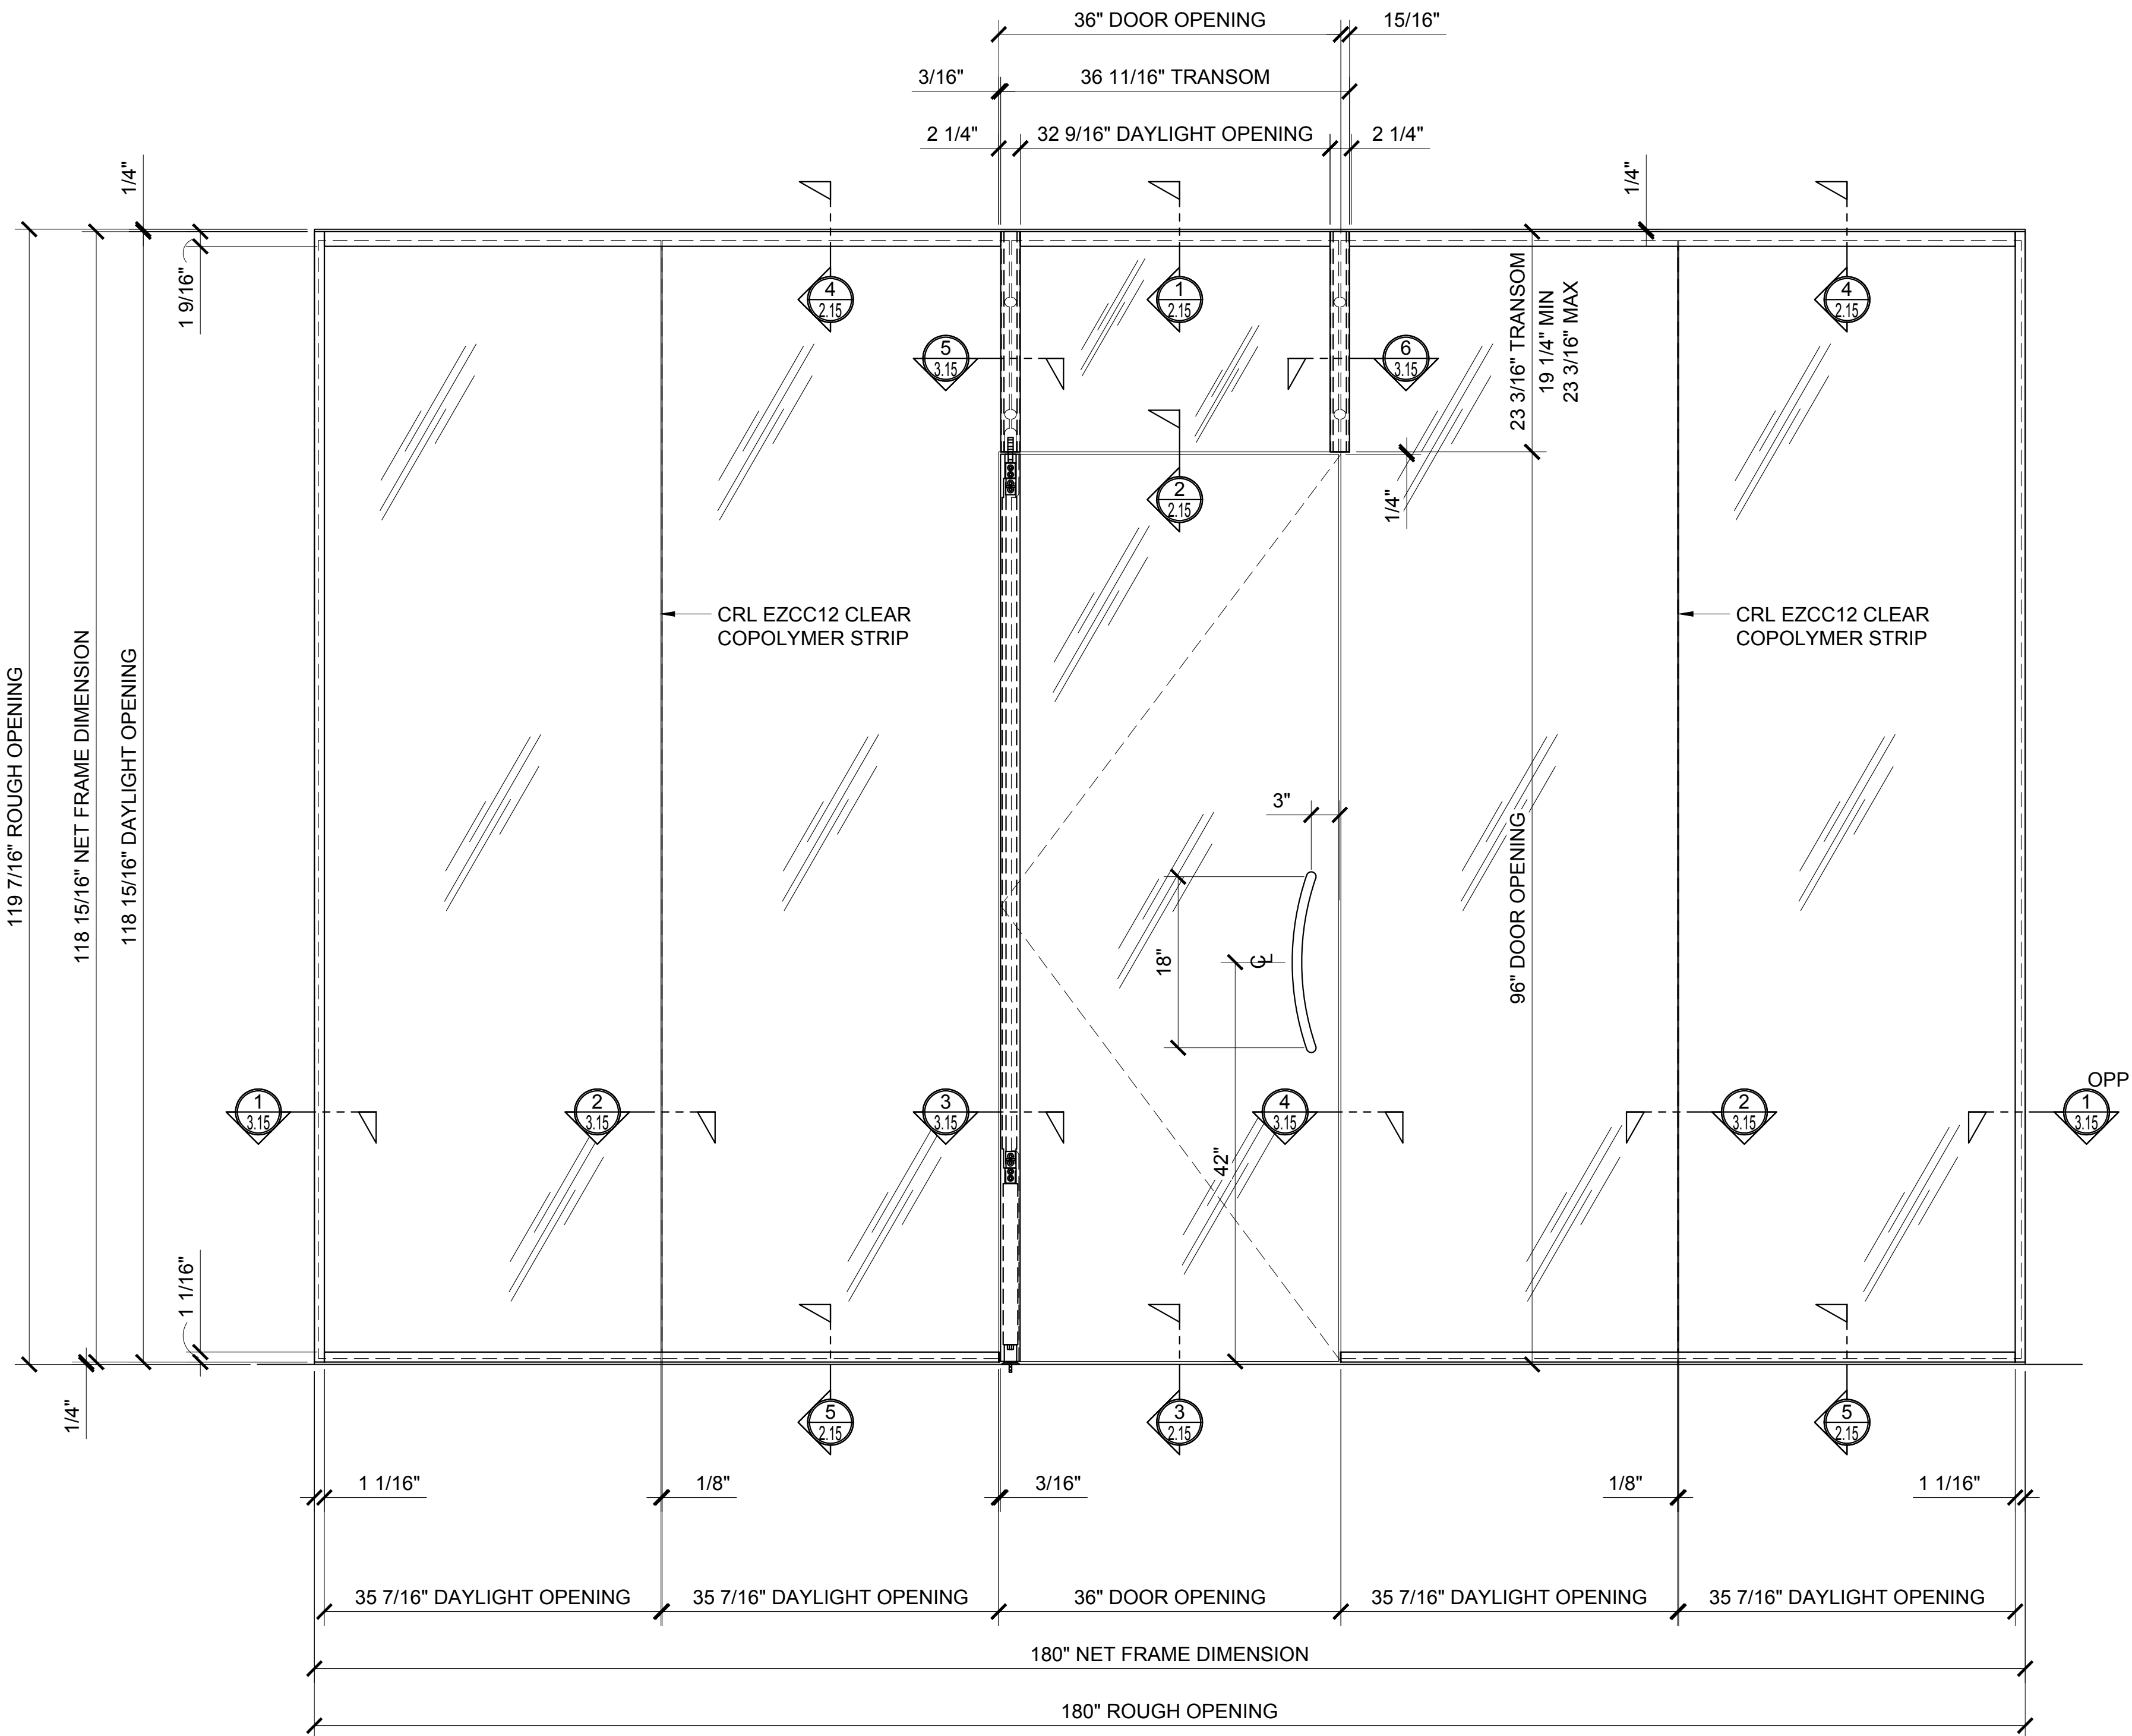 36" DOOR OPENING
15/16"
3/16"
36 11/16" TRANSOM
2 1/4"
32 9/16" DAYLIGHT OPENING
2 1/4"
1/4"
1/4"
1 9/16"
4
2.15
1
2.15
4
2.15
5
3.15
6
3.15
23 3/16" TRANSOM
19 1/4" MIN
23 3/16" MAX
2
2.15
1/4"
CRL EZCC12 CLEAR
COPOLYMER STRIP
CRL EZCC12 CLEAR
COPOLYMER STRIP
119 7/16" ROUGH OPENING
118 15/16" NET FRAME DIMENSION
118 15/16" DAYLIGHT OPENING
3"
96" DOOR OPENING
18"
CL
OPP
1
3.15
2
3.15
3
3.15
4
3.15
2
3.15
1
3.15
42"
1 1/16"
1/4"
5
2.15
3
2.15
5
2.15
1 1/16"
1/8"
3/16"
1/8"
1 1/16"
35 7/16" DAYLIGHT OPENING
35 7/16" DAYLIGHT OPENING
36" DOOR OPENING
35 7/16" DAYLIGHT OPENING
35 7/16" DAYLIGHT OPENING
180" NET FRAME DIMENSION
180" ROUGH OPENING